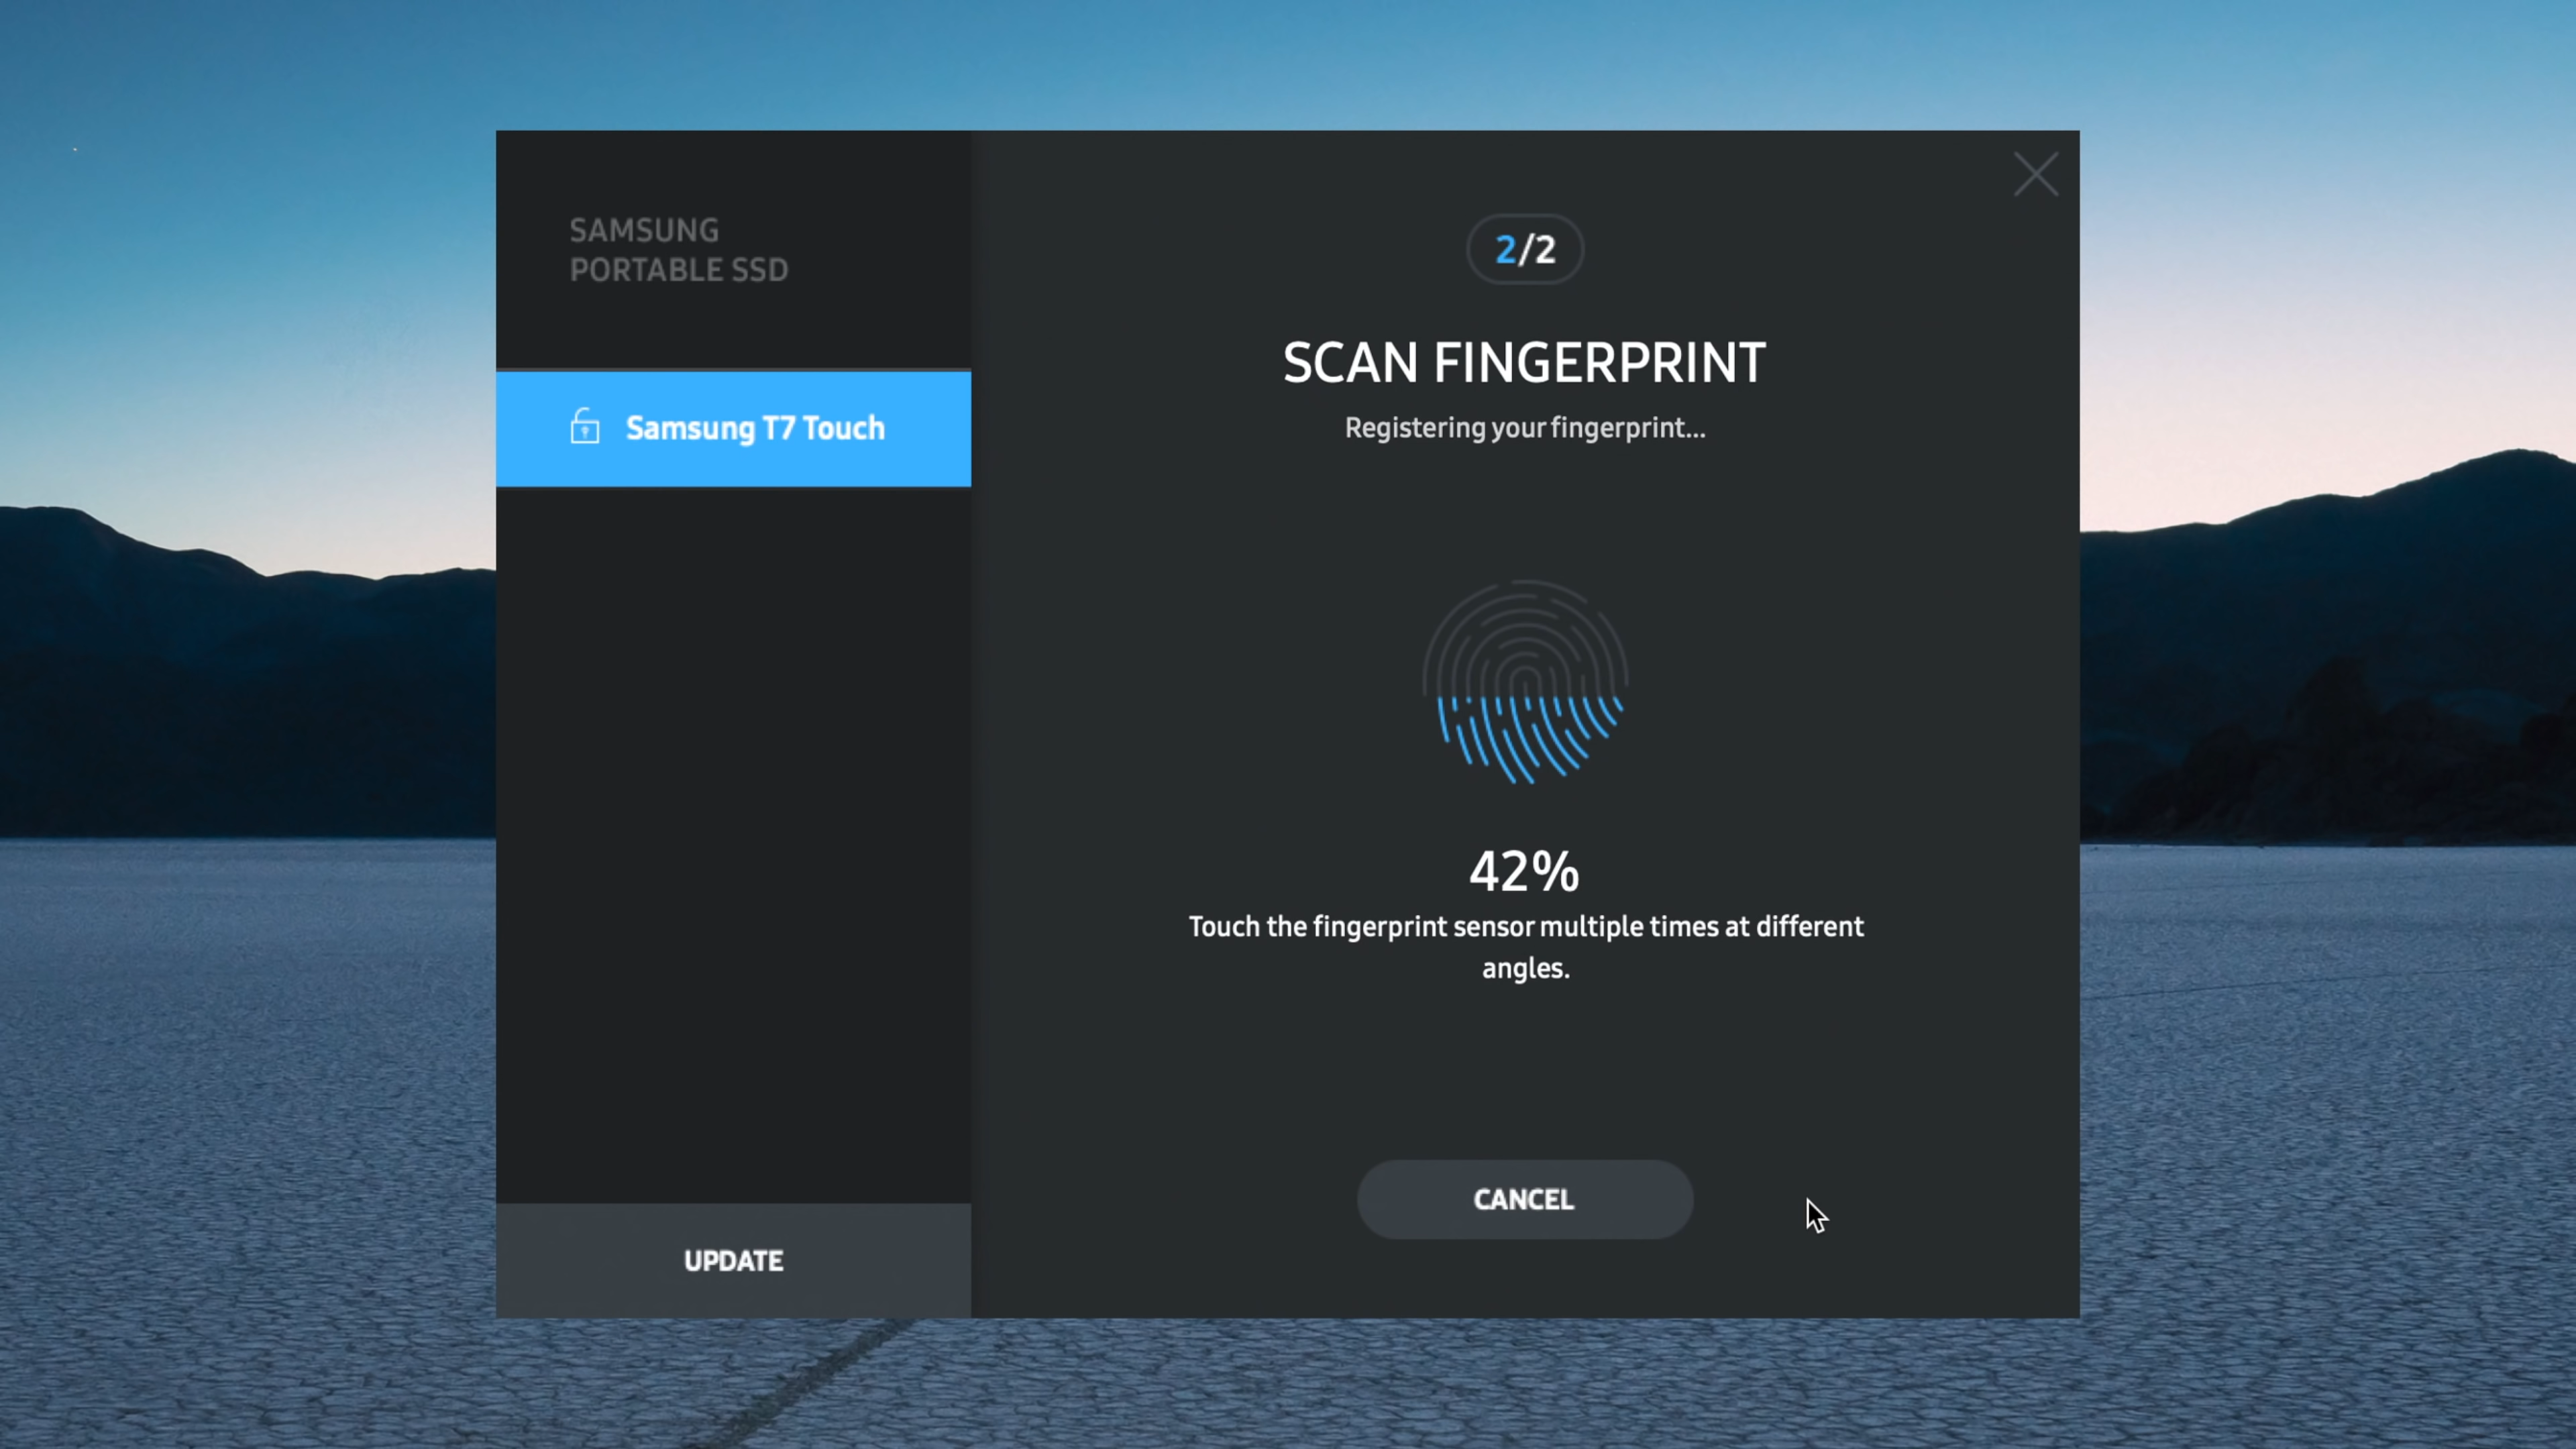 SAMSUNG
PORTABLE SSD
Samsung T7 Touch
UPDATE
2/2
SCAN FINGERPRINT
Registering your fingerprint...
42%
Touch the fingerprint sensor multiple times at different
angles.
CANCEL